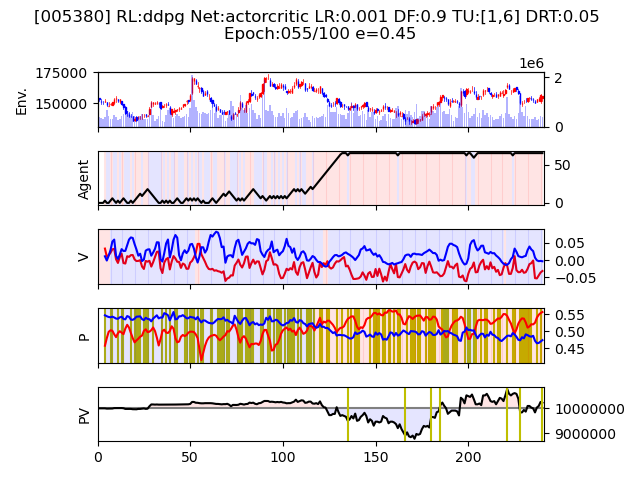 [005380] RL:ddpg Net:actorcritic LR:0.001 DF:0.9 TU:[1,6] DRT:0.05
Epoch:055/100 e=0.45
1e6
175000
150000
Env.
2
0
Agent
50
0
V
0.05
0.00
−0.05
P
0.55
0.50
0.45
PV
10000000
9000000
0 50 100 150 200